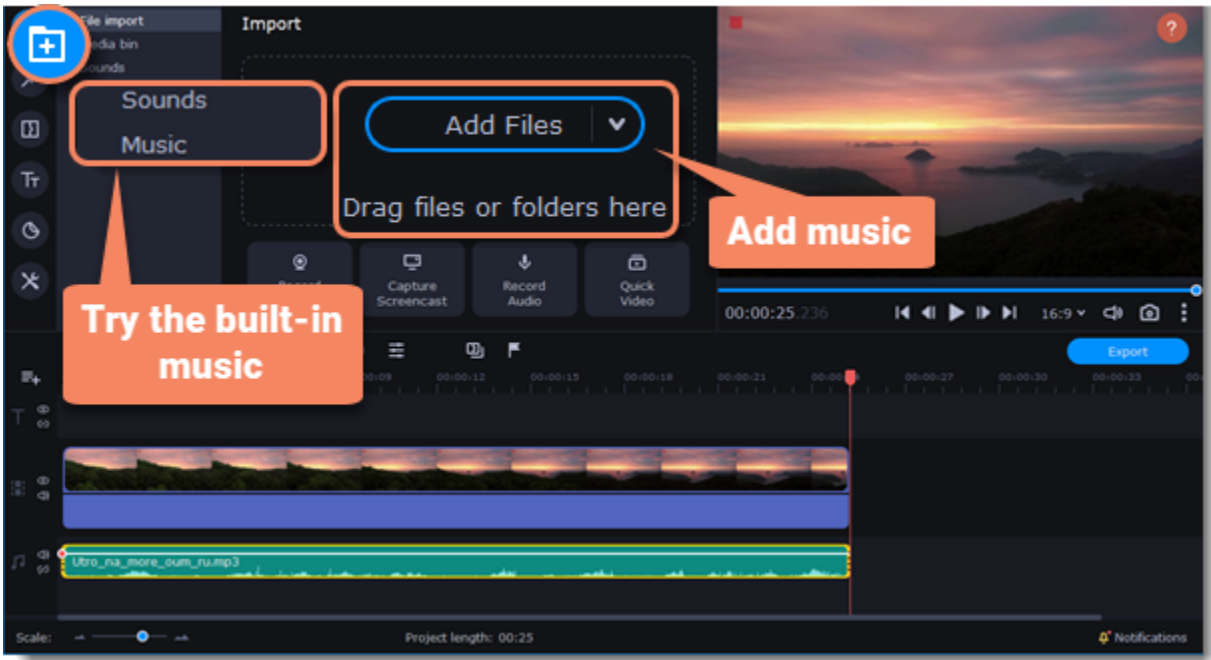 File import
Media bin
Sounds
Sounds
Music
Import
Add Files
Drag files or folders here
Add music
?
Try the built-in
music
Capture
Screencast
Record
Audio
Quick
Video
00:00:25.236
16:9
Export
00:00:09 00:00:12 00:00:15 00:00:18 00:00:21 00:00:27 00:00:30 00:00:33
Utro_na_more_oum_ru.mp3
Scale:
Project length: 00:25
Notifications